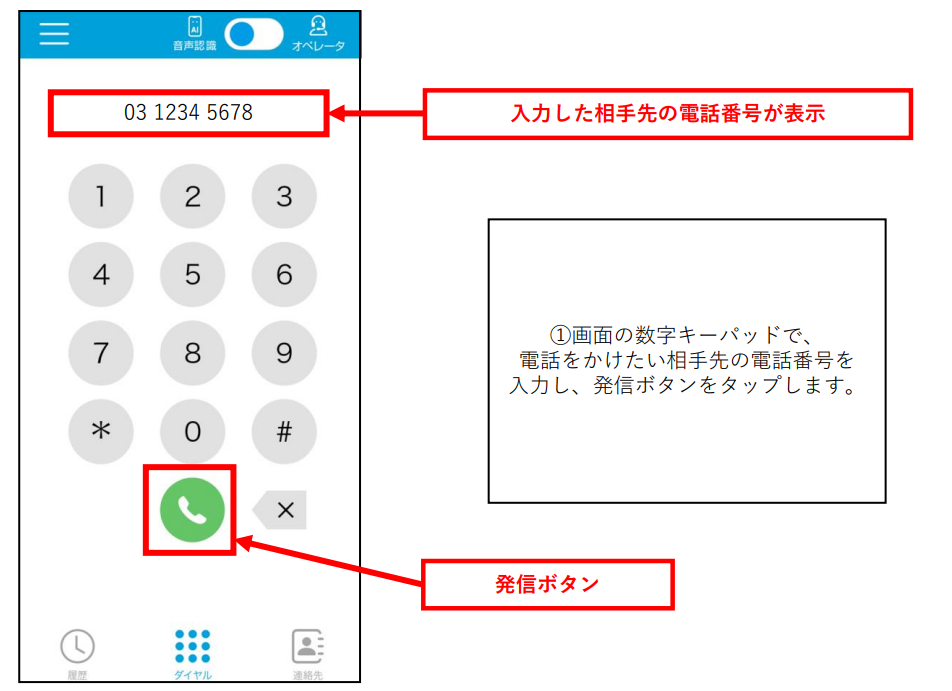 AI
音声認識
オペレータ
03 1234 5678
入力した相手先の電話番号が表示
1 2 3
4 5 6
7 8 9
* 0 #
①画面の数字キーパッドで、
電話をかけたい相手先の電話番号を
入力し、発信ボタンをタップします。
発信ボタン
履歴
ダイヤル
連絡先